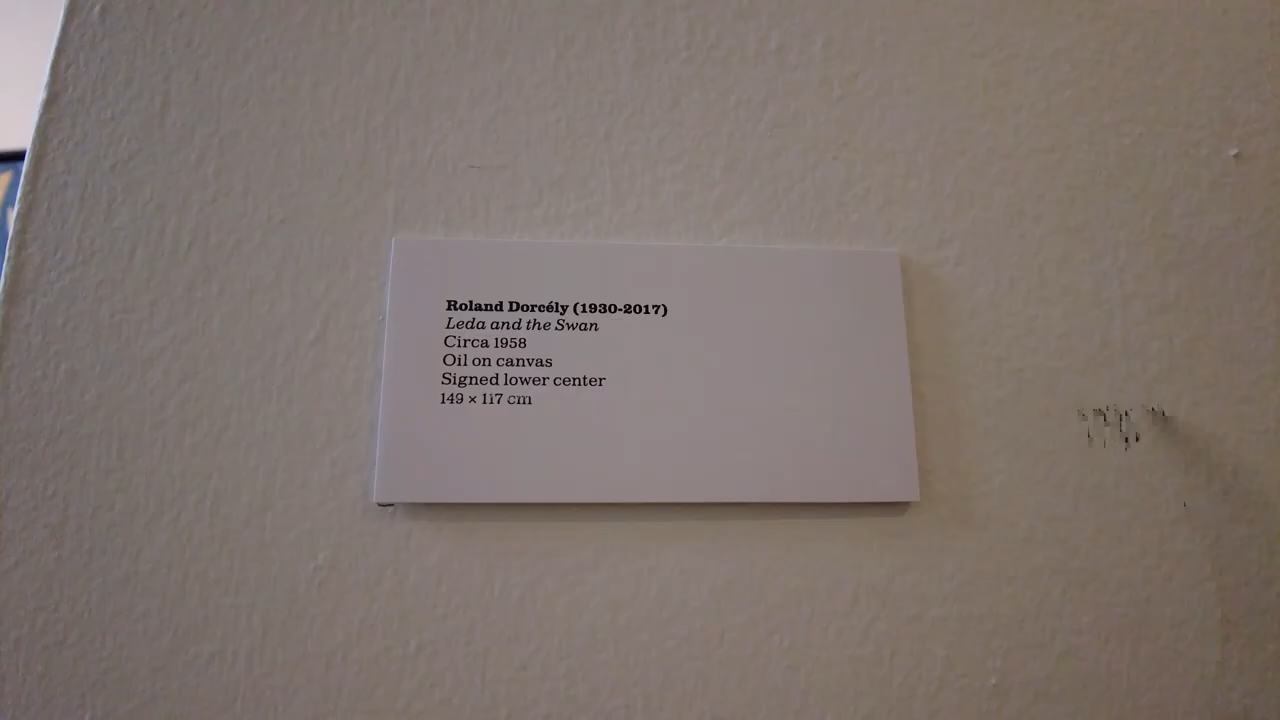 Roland Dorcély (1930-2017)
Leda and the Swan
Circa 1958
Oil on canvas
Signed lower center
149 × 117 cm